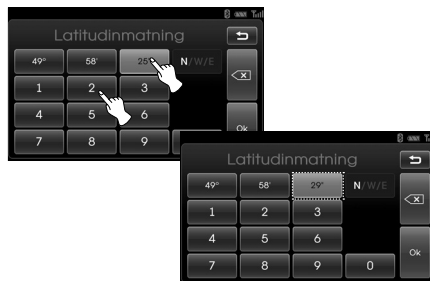 Latitudinmatning
49° 58' 25" N/W/E
1 2 3
4 5 6 Ok
7 8 9
Latitudinmatning
49° 58' 29" N/W/E
1 2 3
4 5 6 Ok
7 8 9 0